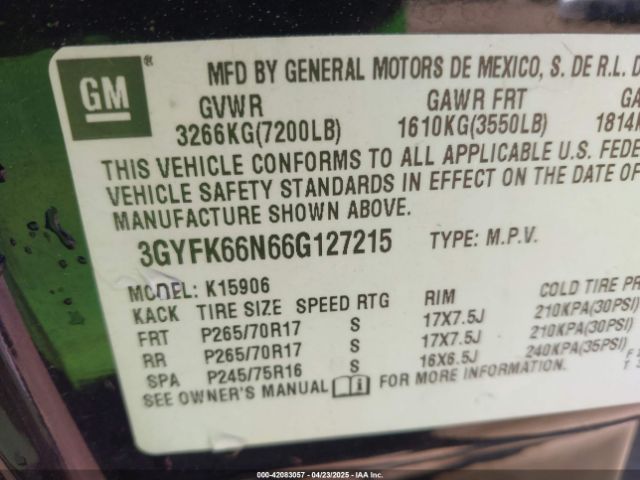 GM®
MFD BY GENERAL MOTORS DE MEXICO, S. DE R.L. D
GVWR GAWR FRT GA
3266KG(7200LB) 1610KG(3550LB) 1814K
THIS VEHICLE CONFORMS TO ALL APPLICABLE U.S. FEDE
VEHICLE SAFETY STANDARDS IN EFFECT ON THE DATE OF
MANUFACTURE SHOWN ABOVE.
3GYFK66N66G127215 TYPE: M.P.V.
MODEL: K15906
KACK TIRE SIZE SPEED RTG RIM COLD TIRE PR
FRT P265/70R17 S 17X7.5J 210KPA(30PSI)
RR P265/70R17 S 17X7.5J 210KPA(30PSI)
SPA P245/75R16 S 16X6.5J 240KPA(35PSI)
SEE OWNER'S MANUAL FOR MORE INFORMATION.
000-42083057 - 04/23/2025 - IAA Inc.